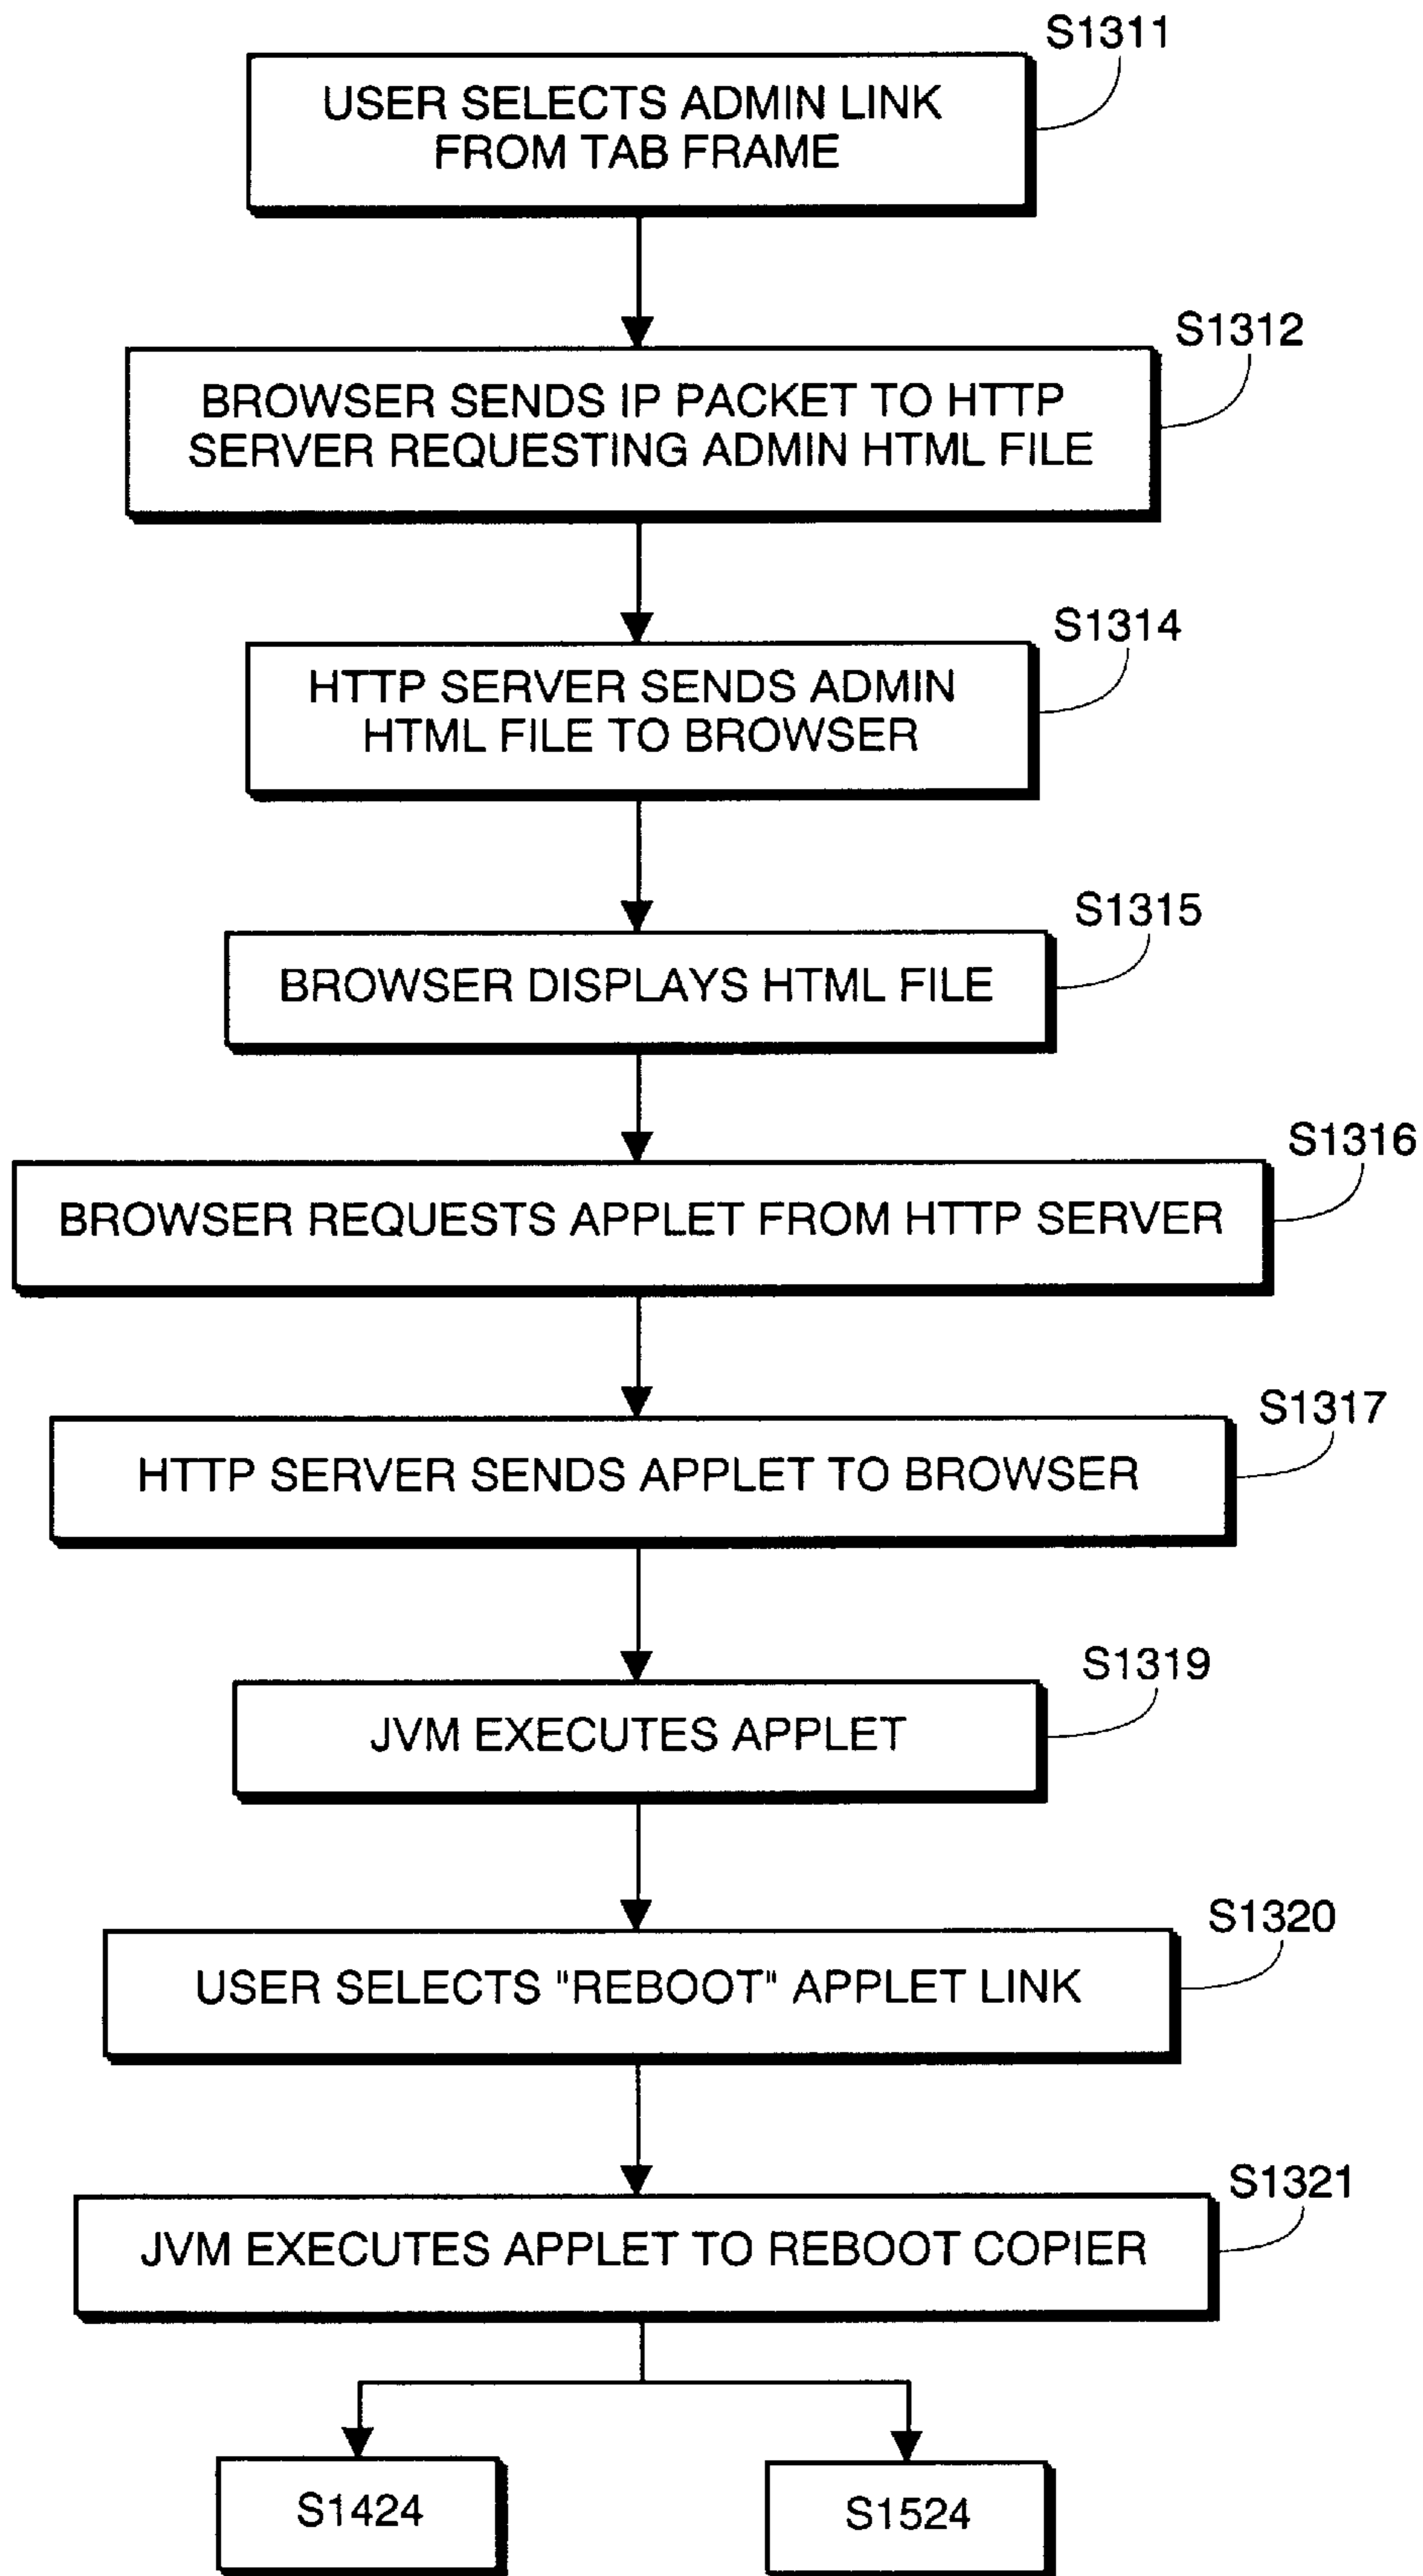 S1311
USER SELECTS ADMIN LINK
FROM TAB FRAME
S1312
BROWSER SENDS IP PACKET TO HTTP
SERVER REQUESTING ADMIN HTML FILE
S1314
HTTP SERVER SENDS ADMIN
HTML FILE TO BROWSER
S1315
BROWSER DISPLAYS HTML FILE
S1316
BROWSER REQUESTS APPLET FROM HTTP SERVER
S1317
HTTP SERVER SENDS APPLET TO BROWSER
S1319
JVM EXECUTES APPLET
S1320
USER SELECTS "REBOOT" APPLET LINK
S1321
JVM EXECUTES APPLET TO REBOOT COPIER
S1424
S1524